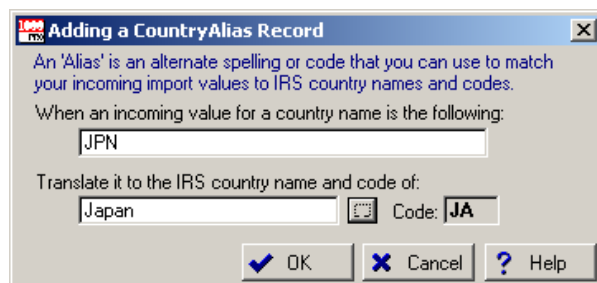 Adding a CountryAlias Record
An 'Alias' is an alternate spelling or code that you can use to match
your incoming import values to IRS country names and codes.
When an incoming value for a country name is the following:
JPN
Translate it to the IRS country name and code of:
Japan Code: JA
OK Cancel ? Help